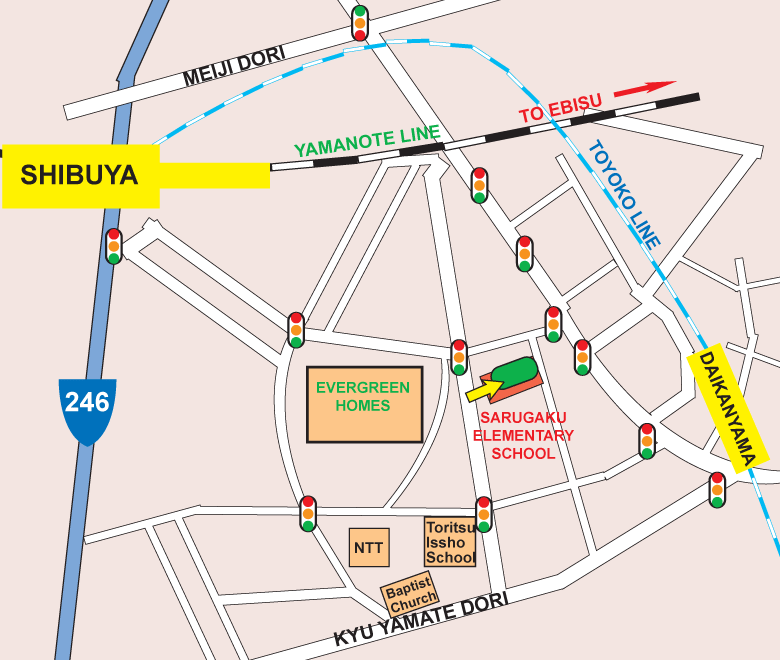 MEIJI DORI
TO EBISU
YAMANOTE LINE
SHIBUYA
TOYOKO LINE
246
EVERGREEN
HOMES
DAIKANYAMA
SARUGAKU
ELEMENTARY
SCHOOL
NTT
Toritsu
Issho
School
Baptist
Church
KYU YAMATE DORI